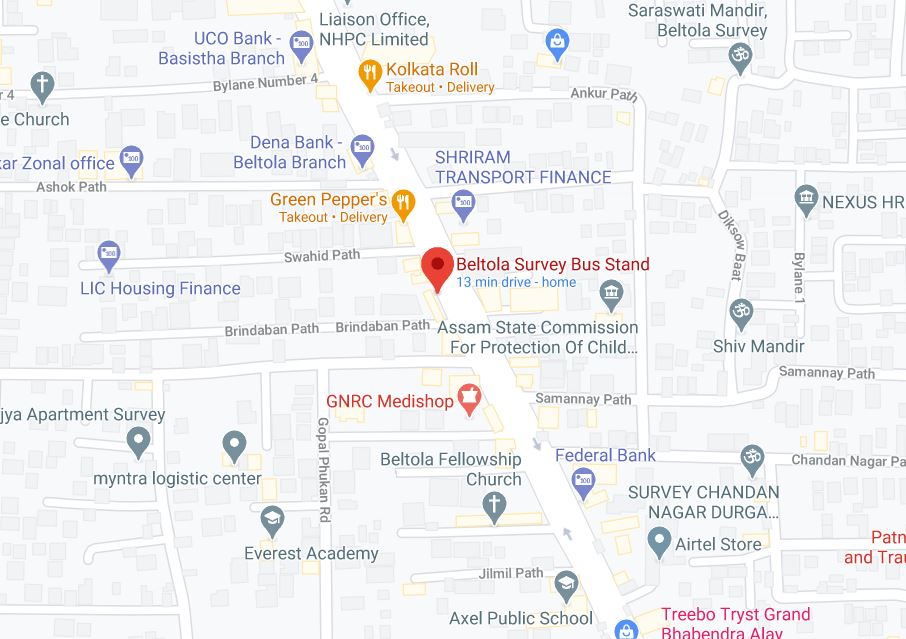 Saraswati Mandir,
Beltola Survey
Liaison Office,
NHPC Limited
UCO Bank -
Basistha Branch
Kolkata Roll
Takeout • Delivery
Bylane Number 4
r 4
Ankur Path
e Church
Dena Bank -
Beltola Branch
kar Zonal office
SHRIRAM
TRANSPORT FINANCE
Ashok Path
Green Pepper's
Takeout • Delivery
NEXUS HR
Diksow Baat
Swahid Path
Beltola Survey Bus Stand
13 min drive - home
Bylane 1
LIC Housing Finance
Brindaban Path
Brindaban Path
Assam State Commission
For Protection Of Child...
Shiv Mandir
Samannay Path
GNRC Medishop
Samannay Path
jya Apartment Survey
Gopal Phukan Rd
Beltola Fellowship
Church
Federal Bank
Chandan Nagar Pa
myntra logistic center
SURVEY CHANDAN
NAGAR DURGA...
Everest Academy
Airtel Store
Patn
and Trau
Jilmil Path
Axel Public School
Treebo Tryst Grand
Bhabendra Alay